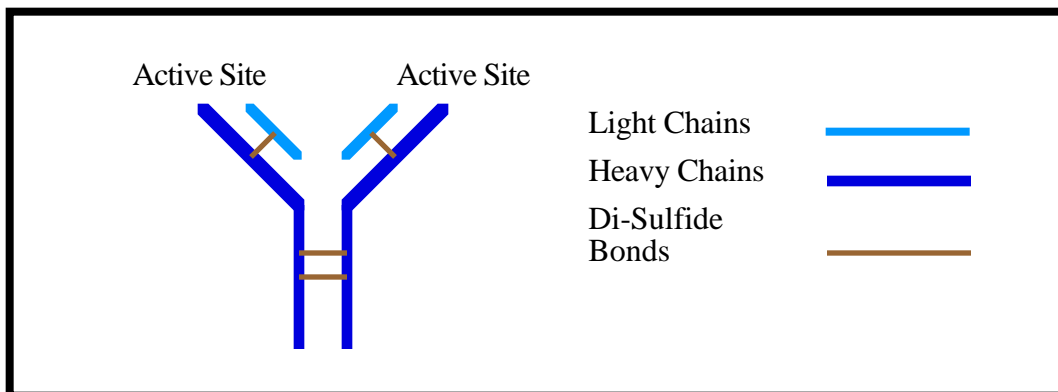 Active Site
Active Site
Light Chains
Heavy Chains
Di-Sulfide
Bonds